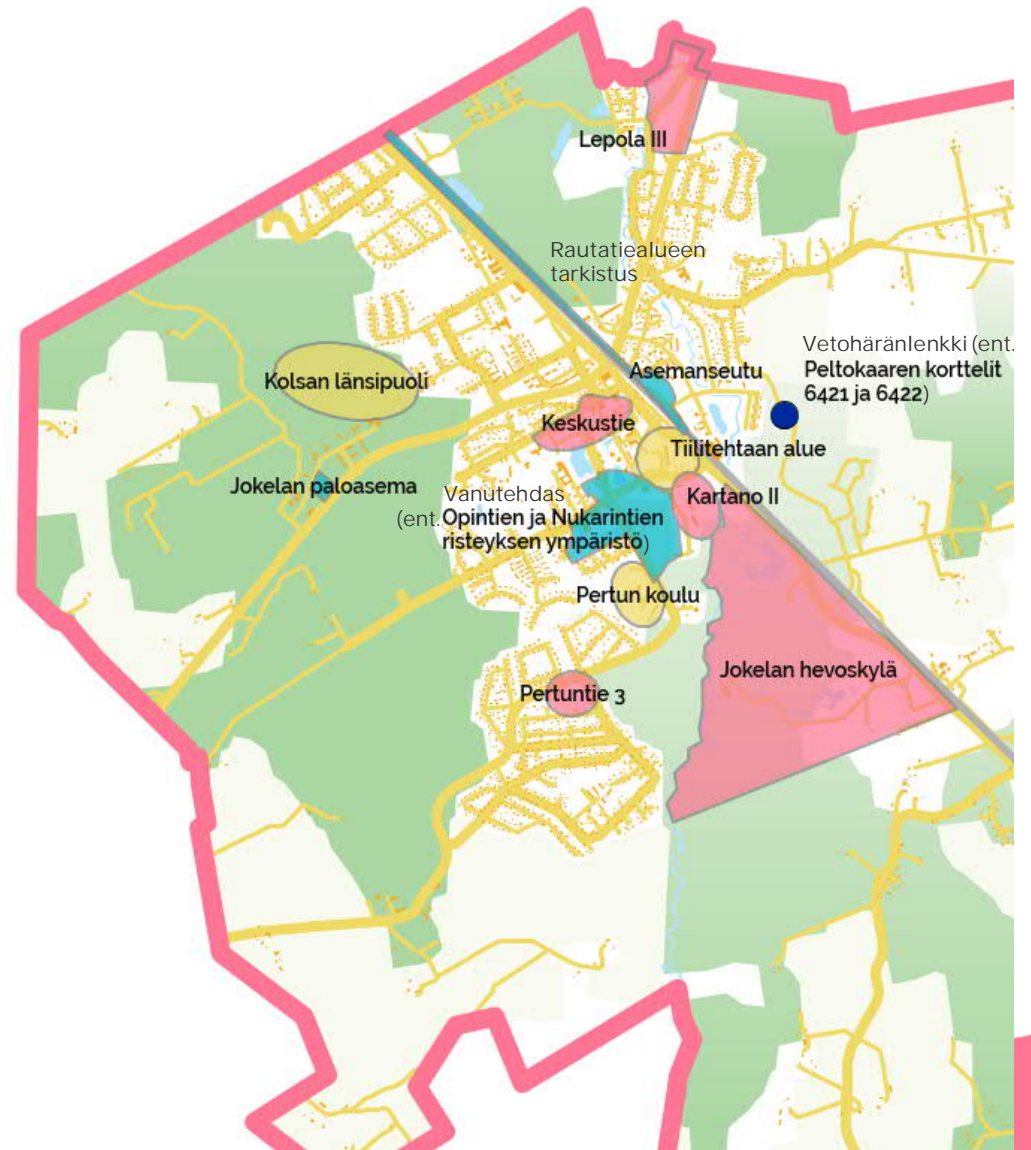 Lepola III
Rautatiealueen
tarkistus
Vetohäränlenkki (ent.
Peltokaaren korttelit
6421 ja 6422)
Kolsan länsipuoli
Asemanseutu
Keskustie
Tiilitehtaan alue
Jokelan paloasema
Vanutehdas
(ent. Opintien ja Nukarintien
risteyksen ympäristö)
Kartano II
Pertun koulu
Jokelan hevoskylä
Pertuntie 3